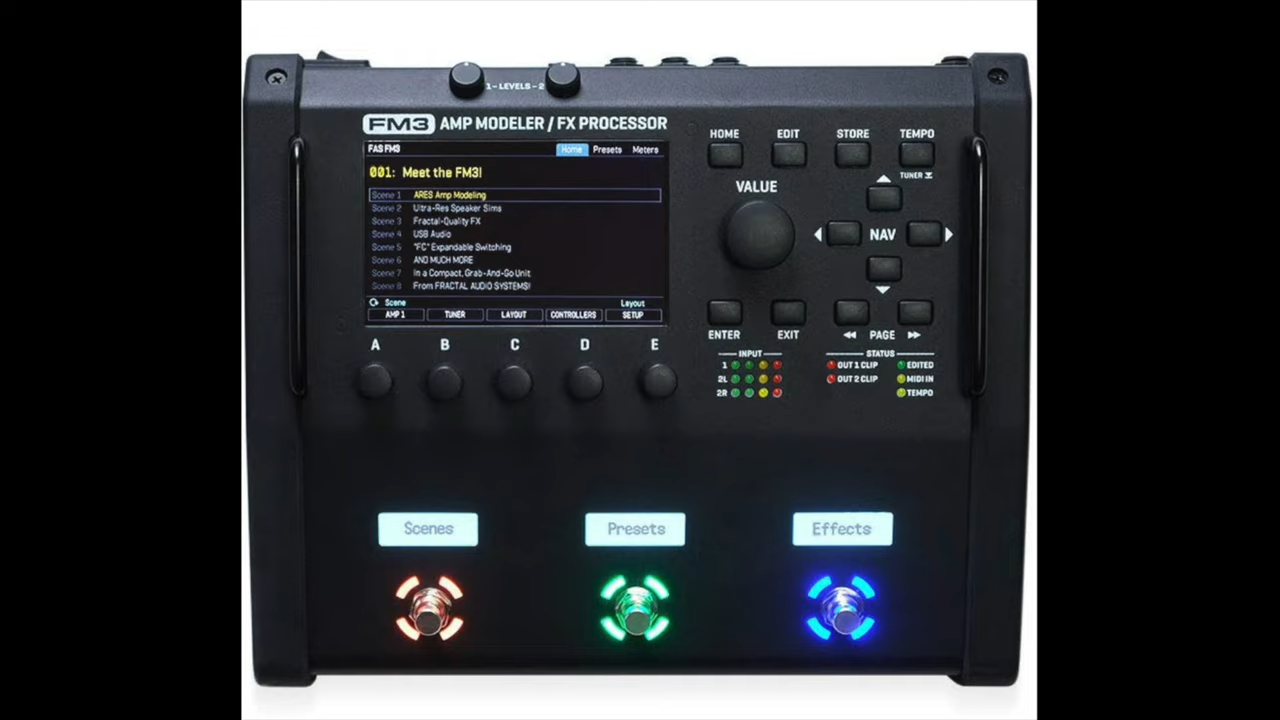 1 - LEVELS - 2
FM3 AMP MODELER / FX PROCESSOR
FAS FM3 Home Presets Meters
001: Meet the FM3!
Scene 1 ARES Amp Modeling
Scene 2 Ultra-Res Speaker Sims
Scene 3 Fractal-Quality FX
Scene 4 USB Audio
Scene 5 "FC" Expandable Switching
Scene 6 AND MUCH MORE
Scene 7 In a Compact, Grab-And-Go Unit
Scene 8 From FRACTAL AUDIO SYSTEMS!
Scene Layout
AMP 1 TUNER LAYOUT CONTROLLERS SETUP
A B C D E
HOME EDIT STORE TEMPO
TUNER
VALUE
NAV
ENTER EXIT PAGE
INPUT
1
2L
2R
STATUS
OUT 1 CLIP EDITED
OUT 2 CLIP MIDI IN
TEMPO
Scenes Presets Effects